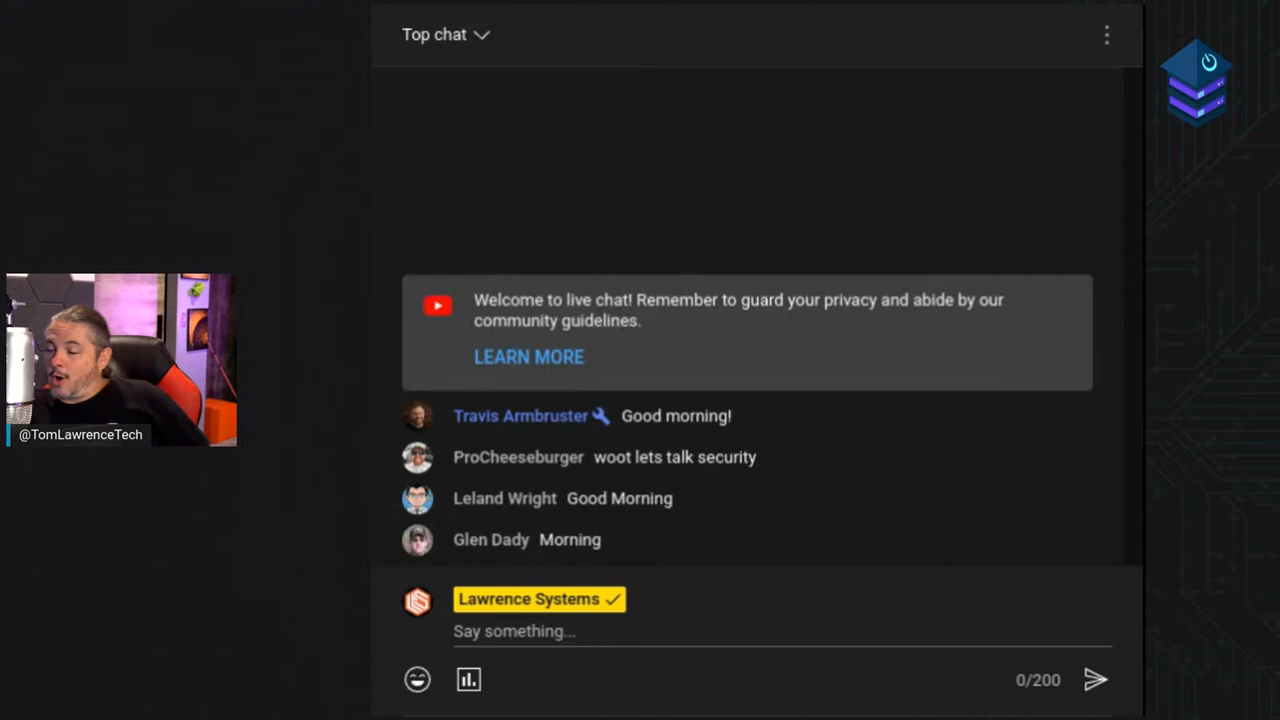 Top chat
Welcome to live chat! Remember to guard your privacy and abide by our
community guidelines.
LEARN MORE
Travis Armbruster Good morning!
ProCheeseburger woot lets talk security
Leland Wright Good Morning
Glen Dady Morning
@TomLawrenceTech
Lawrence Systems
Say something...
0/200